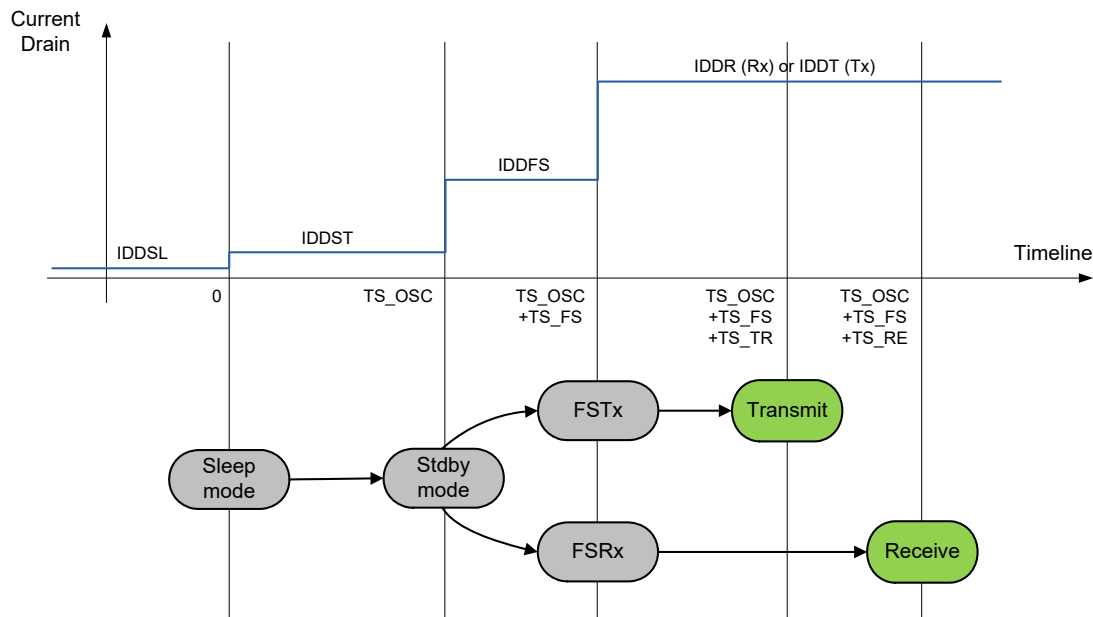 Current
Drain
IDDR (Rx) or IDDT (Tx)
IDDFS
IDDST
IDDSL
Timeline
0
TS_OSC
TS_OSC
+TS_FS
TS_OSC
+TS_FS
+TS_TR
TS_OSC
+TS_FS
+TS_RE
FSTx
Transmit
Sleep
mode
Stdby
mode
FSRx
Receive